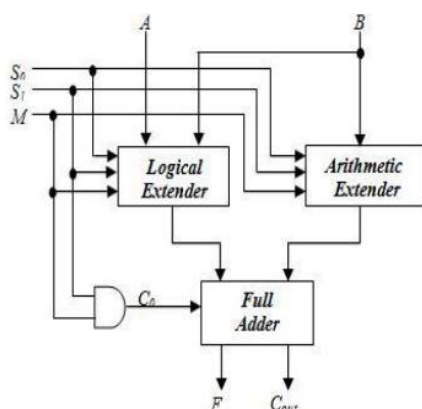 A B
S₀
S₁
M
Logical
Extender
Arithmetic
Extender
C₀
Full
Adder
F Cout